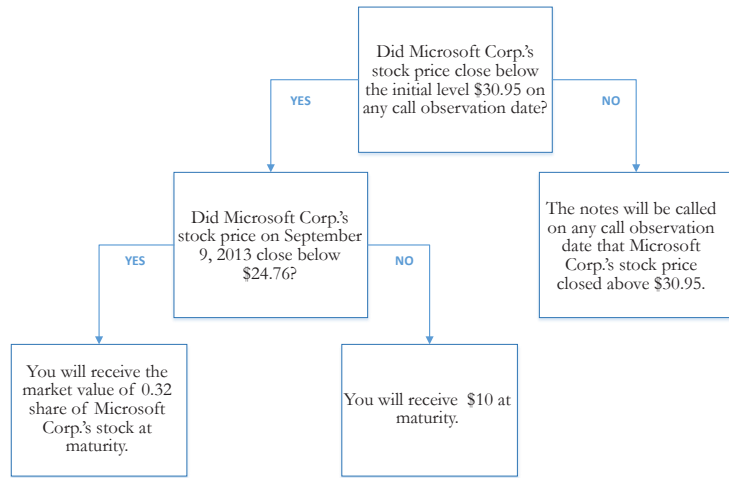 Did Microsoft Corp.'s
stock price close below
the initial level $30.95 on
any call observation date?
YES
NO
Did Microsoft Corp.'s
stock price on September
9, 2013 close below
$24.76?
The notes will be called
on any call observation
date that Microsoft
Corp.'s stock price
closed above $30.95.
YES
NO
You will receive the
market value of 0.32
share of Microsoft
Corp.'s stock at
maturity.
You will receive $10 at
maturity.